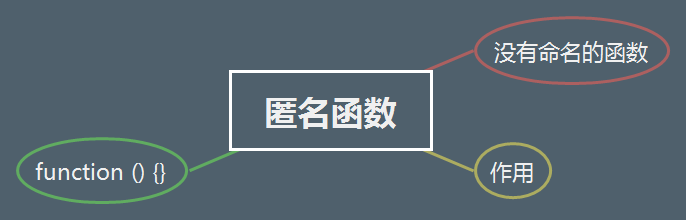 没有命名的函数
匿名函数
function () {}
作用